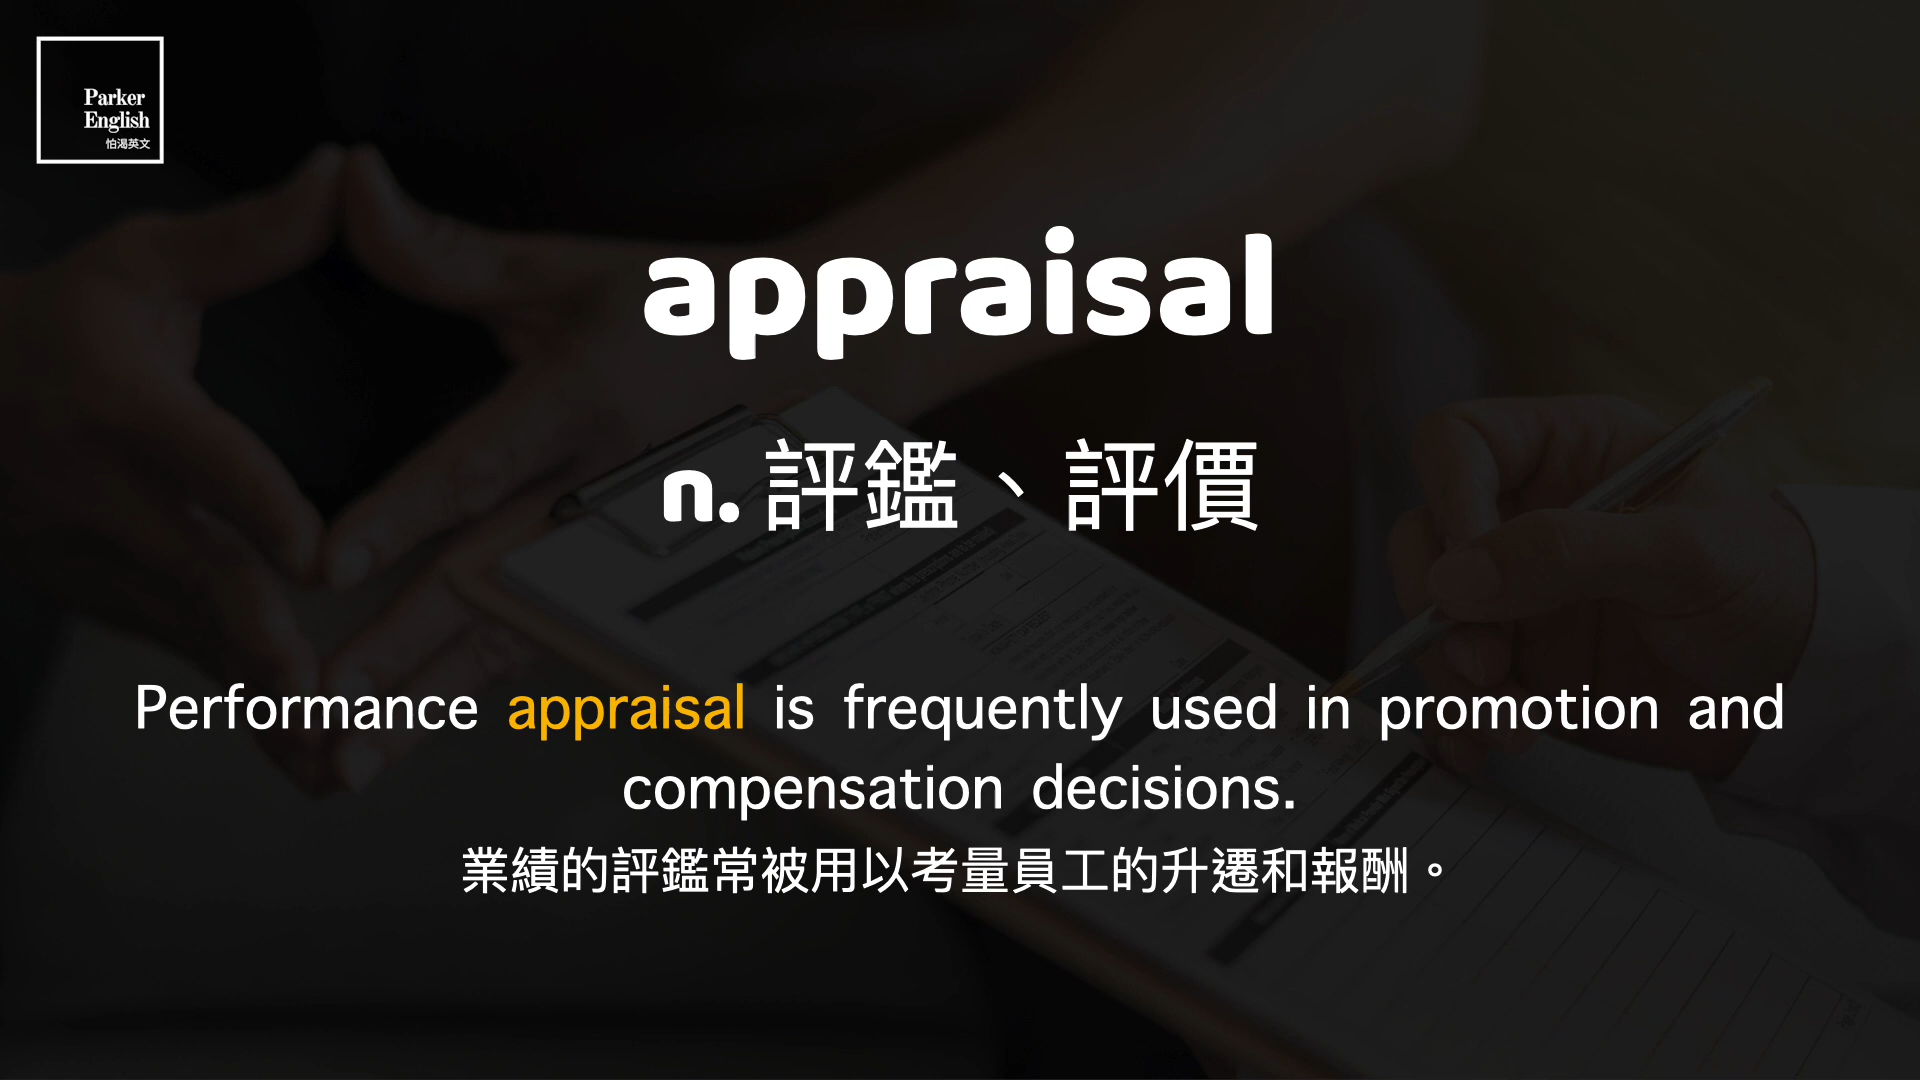 Parker
English
怕渴英文
appraisal
n. 評鑑、評價
Performance appraisal is frequently used in promotion and
compensation decisions.
業績的評鑑常被用以考量員工的升遷和報酬。